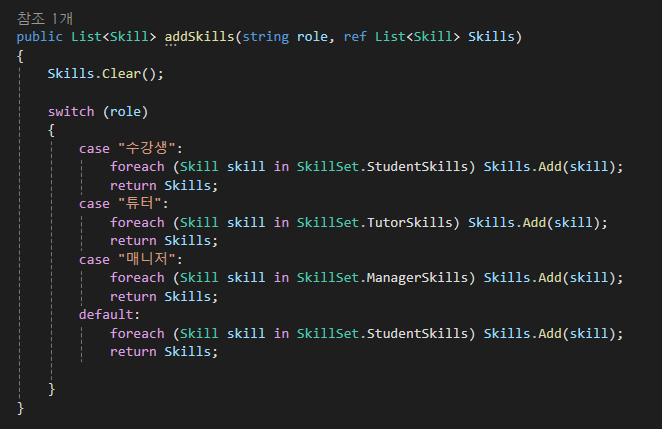 참조 1개
public List<Skill> addSkills(string role, ref List<Skill> Skills)
{
    Skills.Clear();

    switch (role)
    {
        case "수강생":
            foreach (Skill skill in SkillSet.StudentSkills) Skills.Add(skill);
            return Skills;
        case "튜터":
            foreach (Skill skill in SkillSet.TutorSkills) Skills.Add(skill);
            return Skills;
        case "매니저":
            foreach (Skill skill in SkillSet.ManagerSkills) Skills.Add(skill);
            return Skills;
        default:
            foreach (Skill skill in SkillSet.StudentSkills) Skills.Add(skill);
            return Skills;

    }
}